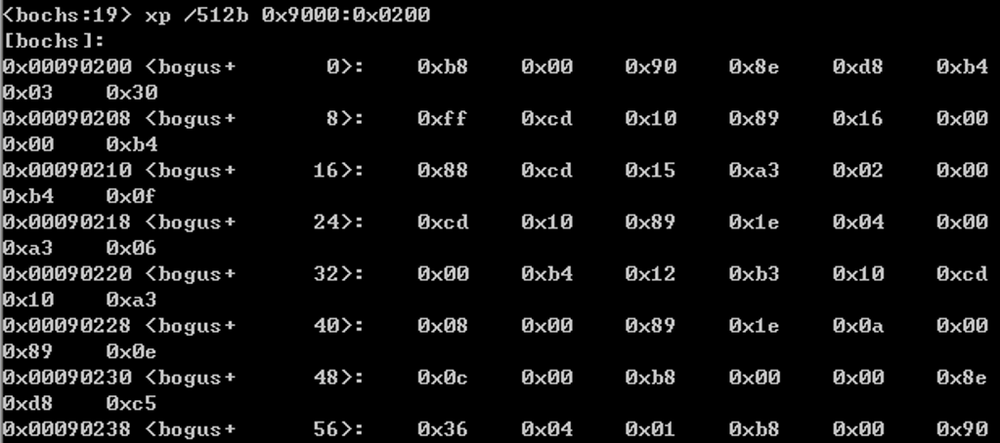 <bochs:19> xp /512b 0x9000:0x0200
[bochs]:
0x00090200 <bogus+       0>:    0xb8    0x00    0x90    0x8e    0xd8    0xb4
0x03    0x30
0x00090208 <bogus+       8>:    0xff    0xcd    0x10    0x89    0x16    0x00
0x00    0xb4
0x00090210 <bogus+      16>:    0x88    0xcd    0x15    0xa3    0x02    0x00
0xb4    0x0f
0x00090218 <bogus+      24>:    0xcd    0x10    0x89    0x1e    0x04    0x00
0xa3    0x06
0x00090220 <bogus+      32>:    0x00    0xb4    0x12    0xb3    0x10    0xcd
0x10    0xa3
0x00090228 <bogus+      40>:    0x08    0x00    0x89    0x1e    0x0a    0x00
0x89    0x0e
0x00090230 <bogus+      48>:    0x0c    0x00    0xb8    0x00    0x00    0x8e
0xd8    0xc5
0x00090238 <bogus+      56>:    0x36    0x04    0x01    0xb8    0x00    0x90